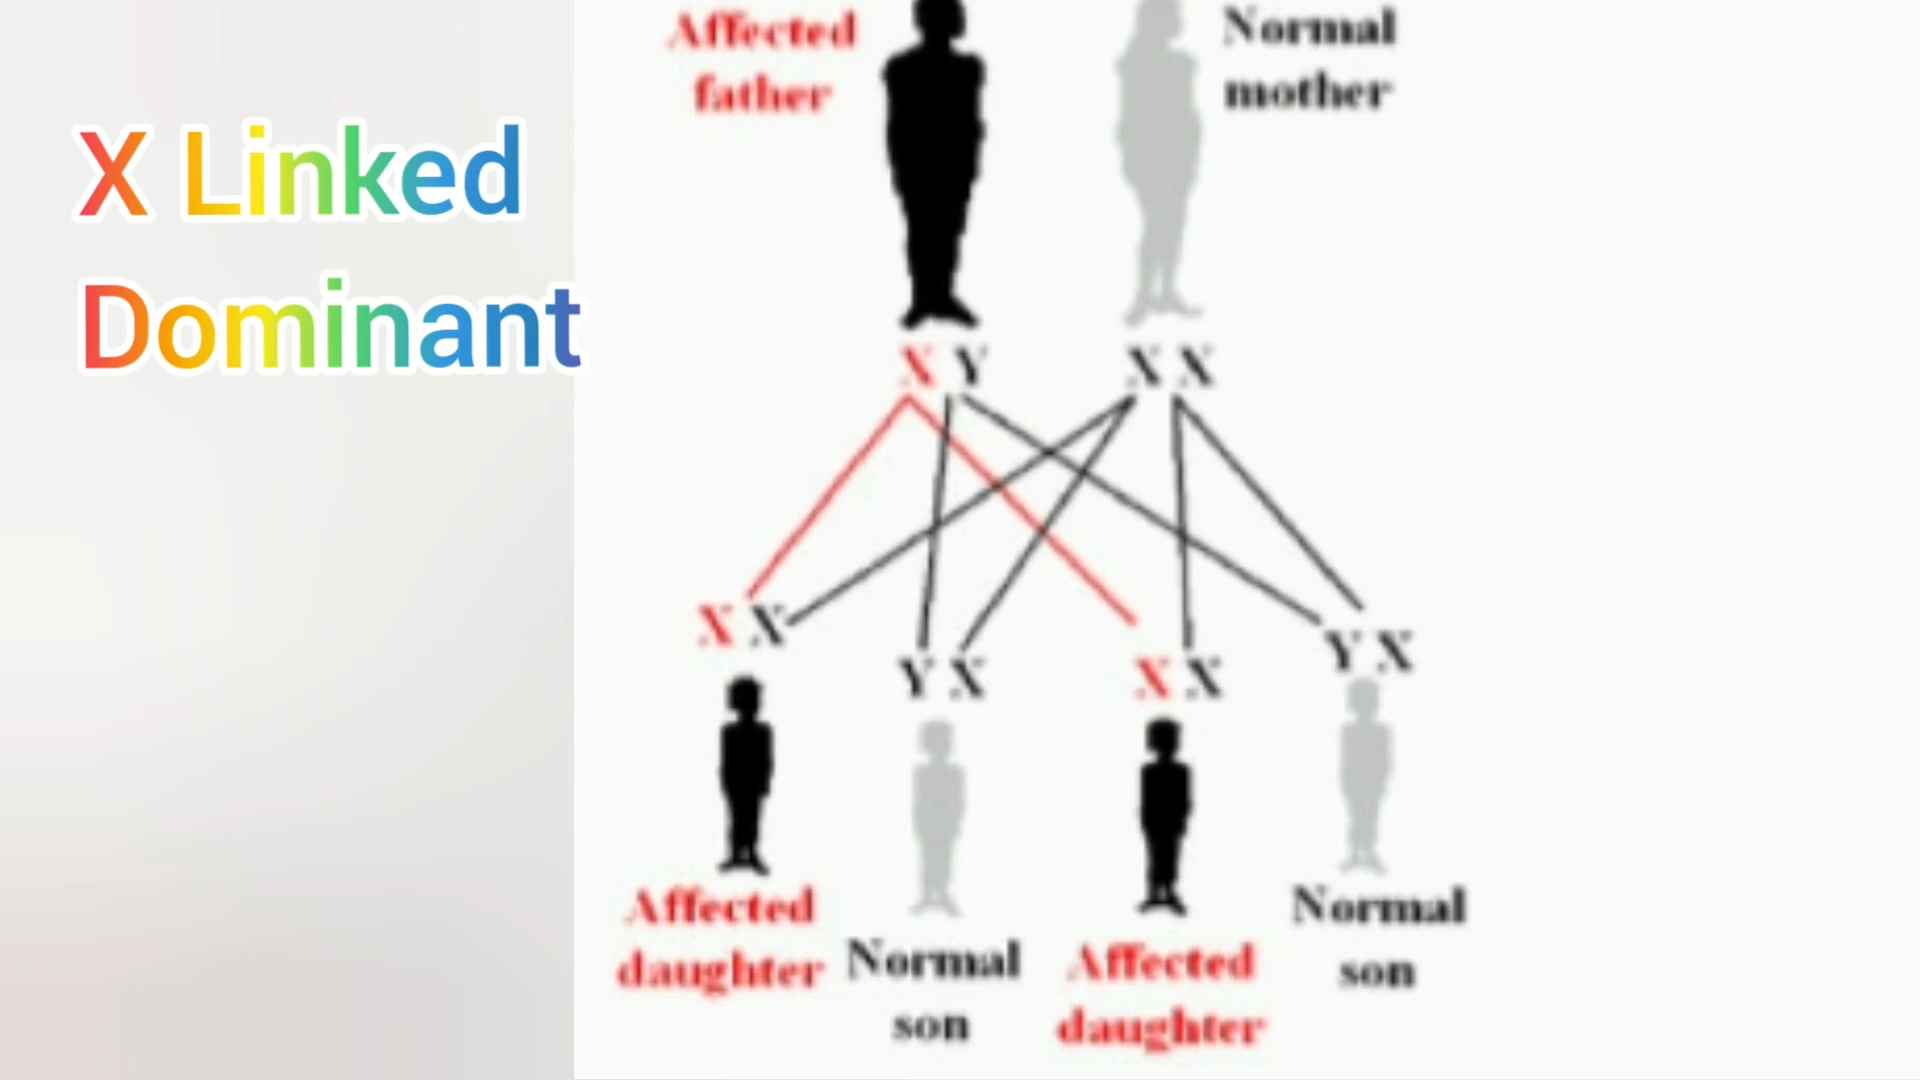 X Linked
Dominant
Affected
father
Normal
mother
X Y
X X
X X
Y X
X X
Y X
Affected
daughter
Normal
son
Affected
daughter
Normal
son